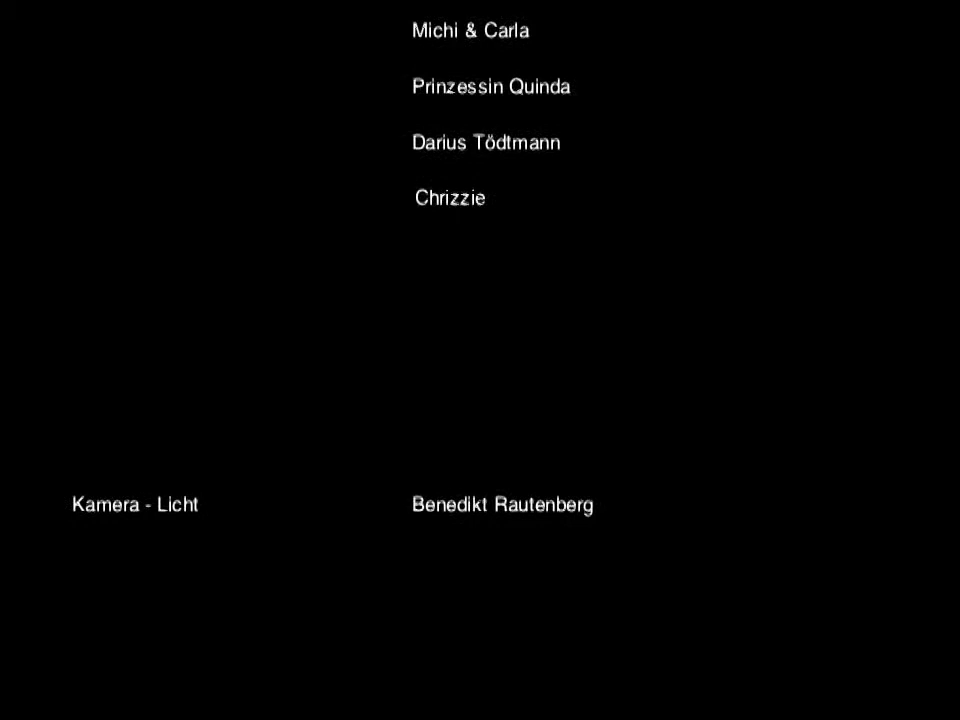 Michi & Carla
Prinzessin Quinda
Darius Tödtmann
Chrizzie
Kamera - Licht Benedikt Rautenberg